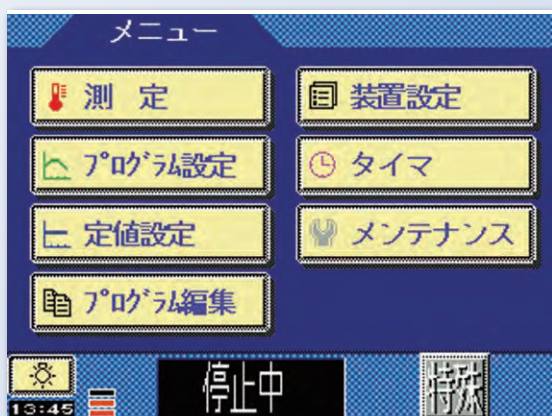 メニュー
測 定
プログラム設定
定値設定
プログラム編集
装置設定
タイマ
メンテナンス
13:45
停止中
特殊